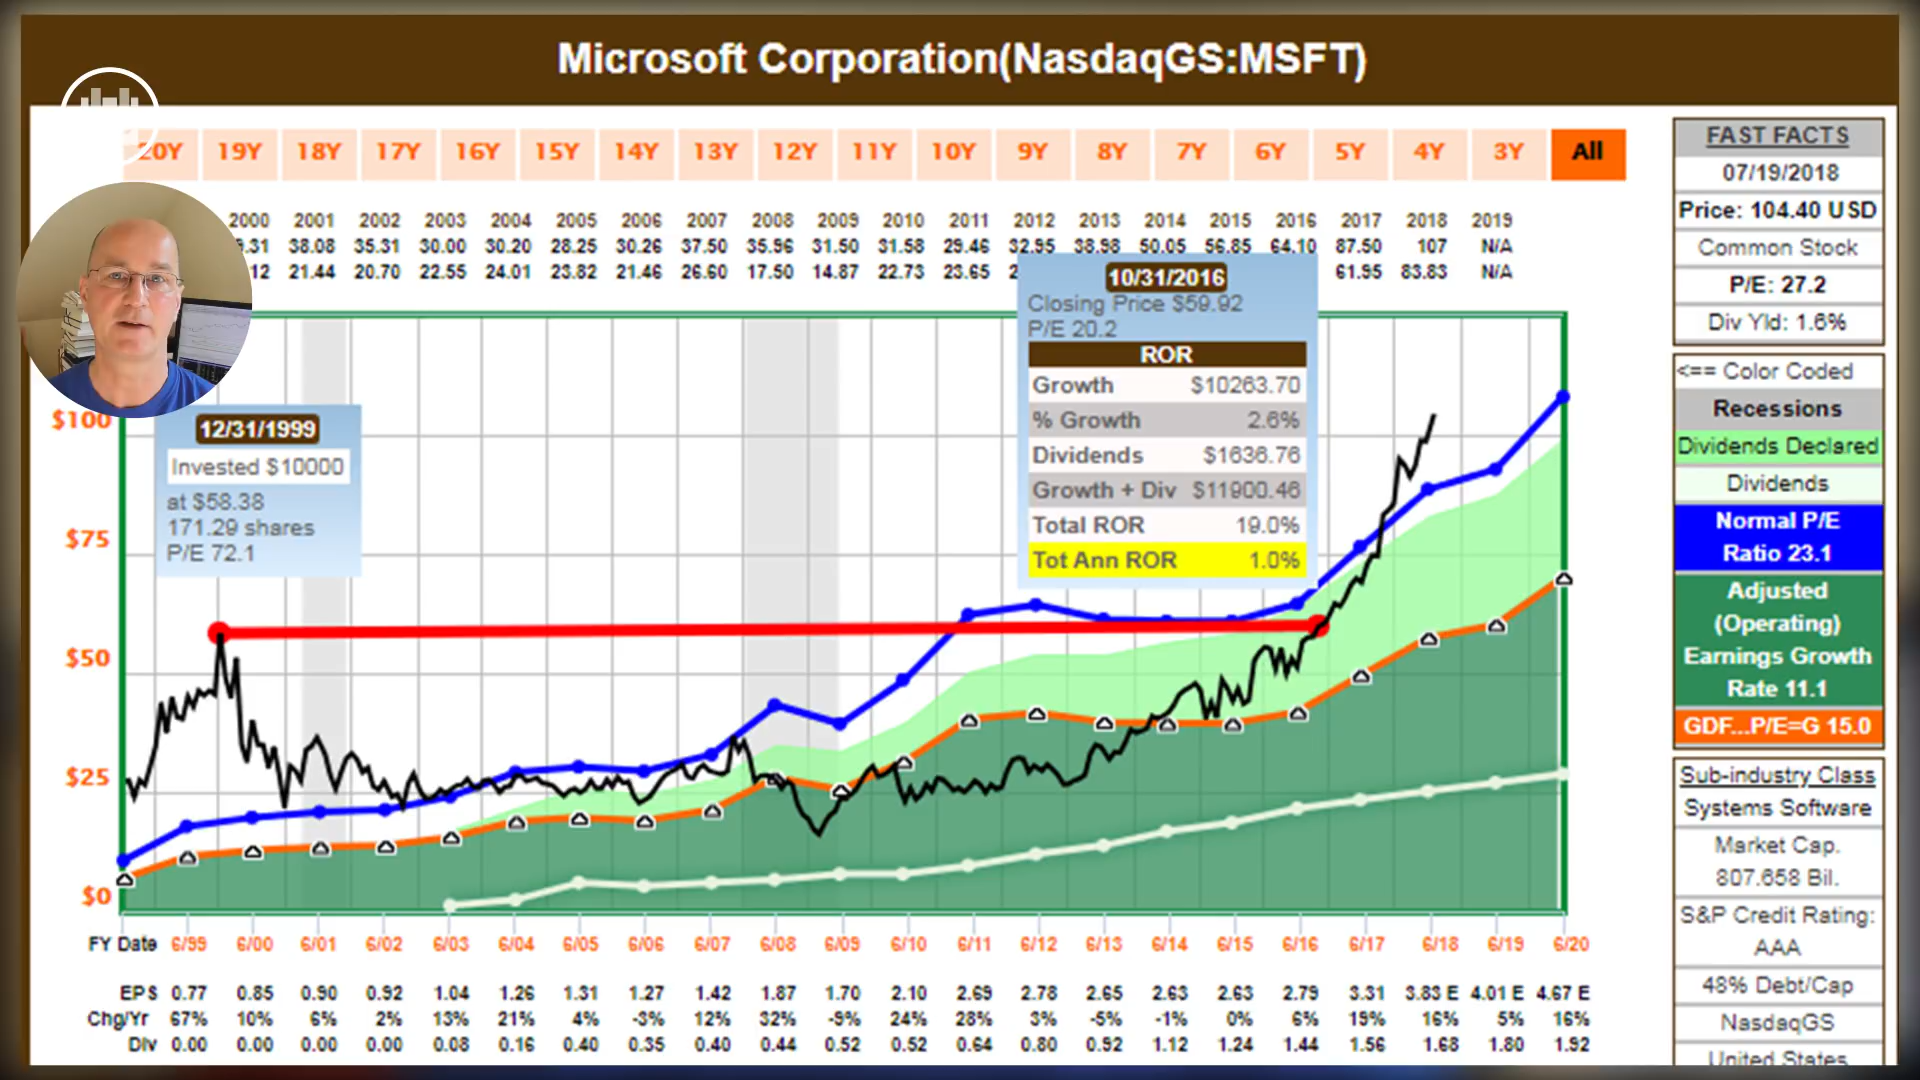 Microsoft Corporation(NasdaqGS:MSFT)
20Y 19Y 18Y 17Y 16Y 15Y 14Y 13Y 12Y 11Y 10Y 9Y 8Y 7Y 6Y 5Y 4Y 3Y All
2000 2001 2002 2003 2004 2005 2006 2007 2008 2009 2010 2011 2012 2013 2014 2015 2016 2017 2018 2019
38.08 35.31 30.00 30.20 28.25 30.26 37.50 35.96 31.50 31.58 29.46 32.95 38.98 50.05 56.85 64.10 87.50 107 N/A
21.44 20.70 22.55 24.01 23.82 21.46 26.60 17.50 14.87 22.73 23.65 61.95 83.83 N/A
10/31/2016
Closing Price $59.92
P/E 20.2
ROR
Growth $10263.70
% Growth 2.6%
Dividends $1636.76
Growth + Div $11900.46
Total ROR 19.0%
Tot Ann ROR 1.0%
12/31/1999
Invested $10000
at $58.38
171.29 shares
P/E 72.1
$100
$75
$50
$25
$0
FY Date 6/99 6/00 6/01 6/02 6/03 6/04 6/05 6/06 6/07 6/08 6/09 6/10 6/11 6/12 6/13 6/14 6/15 6/16 6/17 6/18 6/19 6/20
EPS 0.77 0.85 0.90 0.92 1.04 1.26 1.31 1.27 1.42 1.87 1.70 2.10 2.69 2.78 2.65 2.63 2.63 2.79 3.31 3.83 E 4.01 E 4.67 E
Chg/Yr 67% 10% 6% 2% 13% 21% 4% -3% 12% 32% -9% 24% 28% 3% -5% -1% 0% 6% 19% 16% 5% 16%
Div 0.00 0.00 0.00 0.00 0.08 0.16 0.40 0.35 0.40 0.44 0.52 0.52 0.64 0.80 0.92 1.12 1.24 1.44 1.56 1.68 1.80 1.92
FAST FACTS
07/19/2018
Price: 104.40 USD
Common Stock
P/E: 27.2
Div Yld: 1.6%
<== Color Coded
Recessions
Dividends Declared
Dividends
Normal P/E
Ratio 23.1
Adjusted
(Operating)
Earnings Growth
Rate 11.1
GDF...P/E=G 15.0
Sub-industry Class
Systems Software
Market Cap.
807.658 Bil.
S&P Credit Rating:
AAA
48% Debt/Cap
NasdaqGS
United States